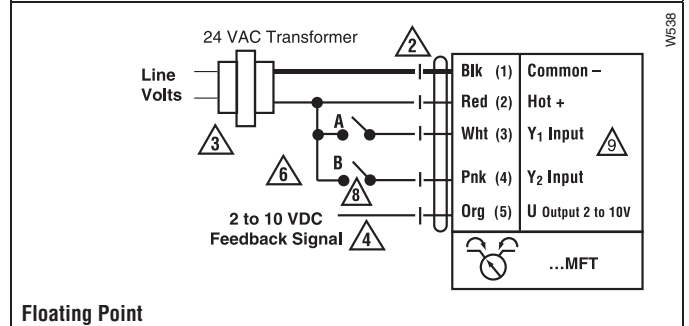 W538
24 VAC Transformer
Line
Volts
2
3
Blk (1) Common –
Red (2) Hot +
A
Wht (3) Y1 Input
9
B
6
8
Pnk (4) Y2 Input
2 to 10 VDC
Feedback Signal
4
Org (5) U Output 2 to 10V
...MFT
Floating Point